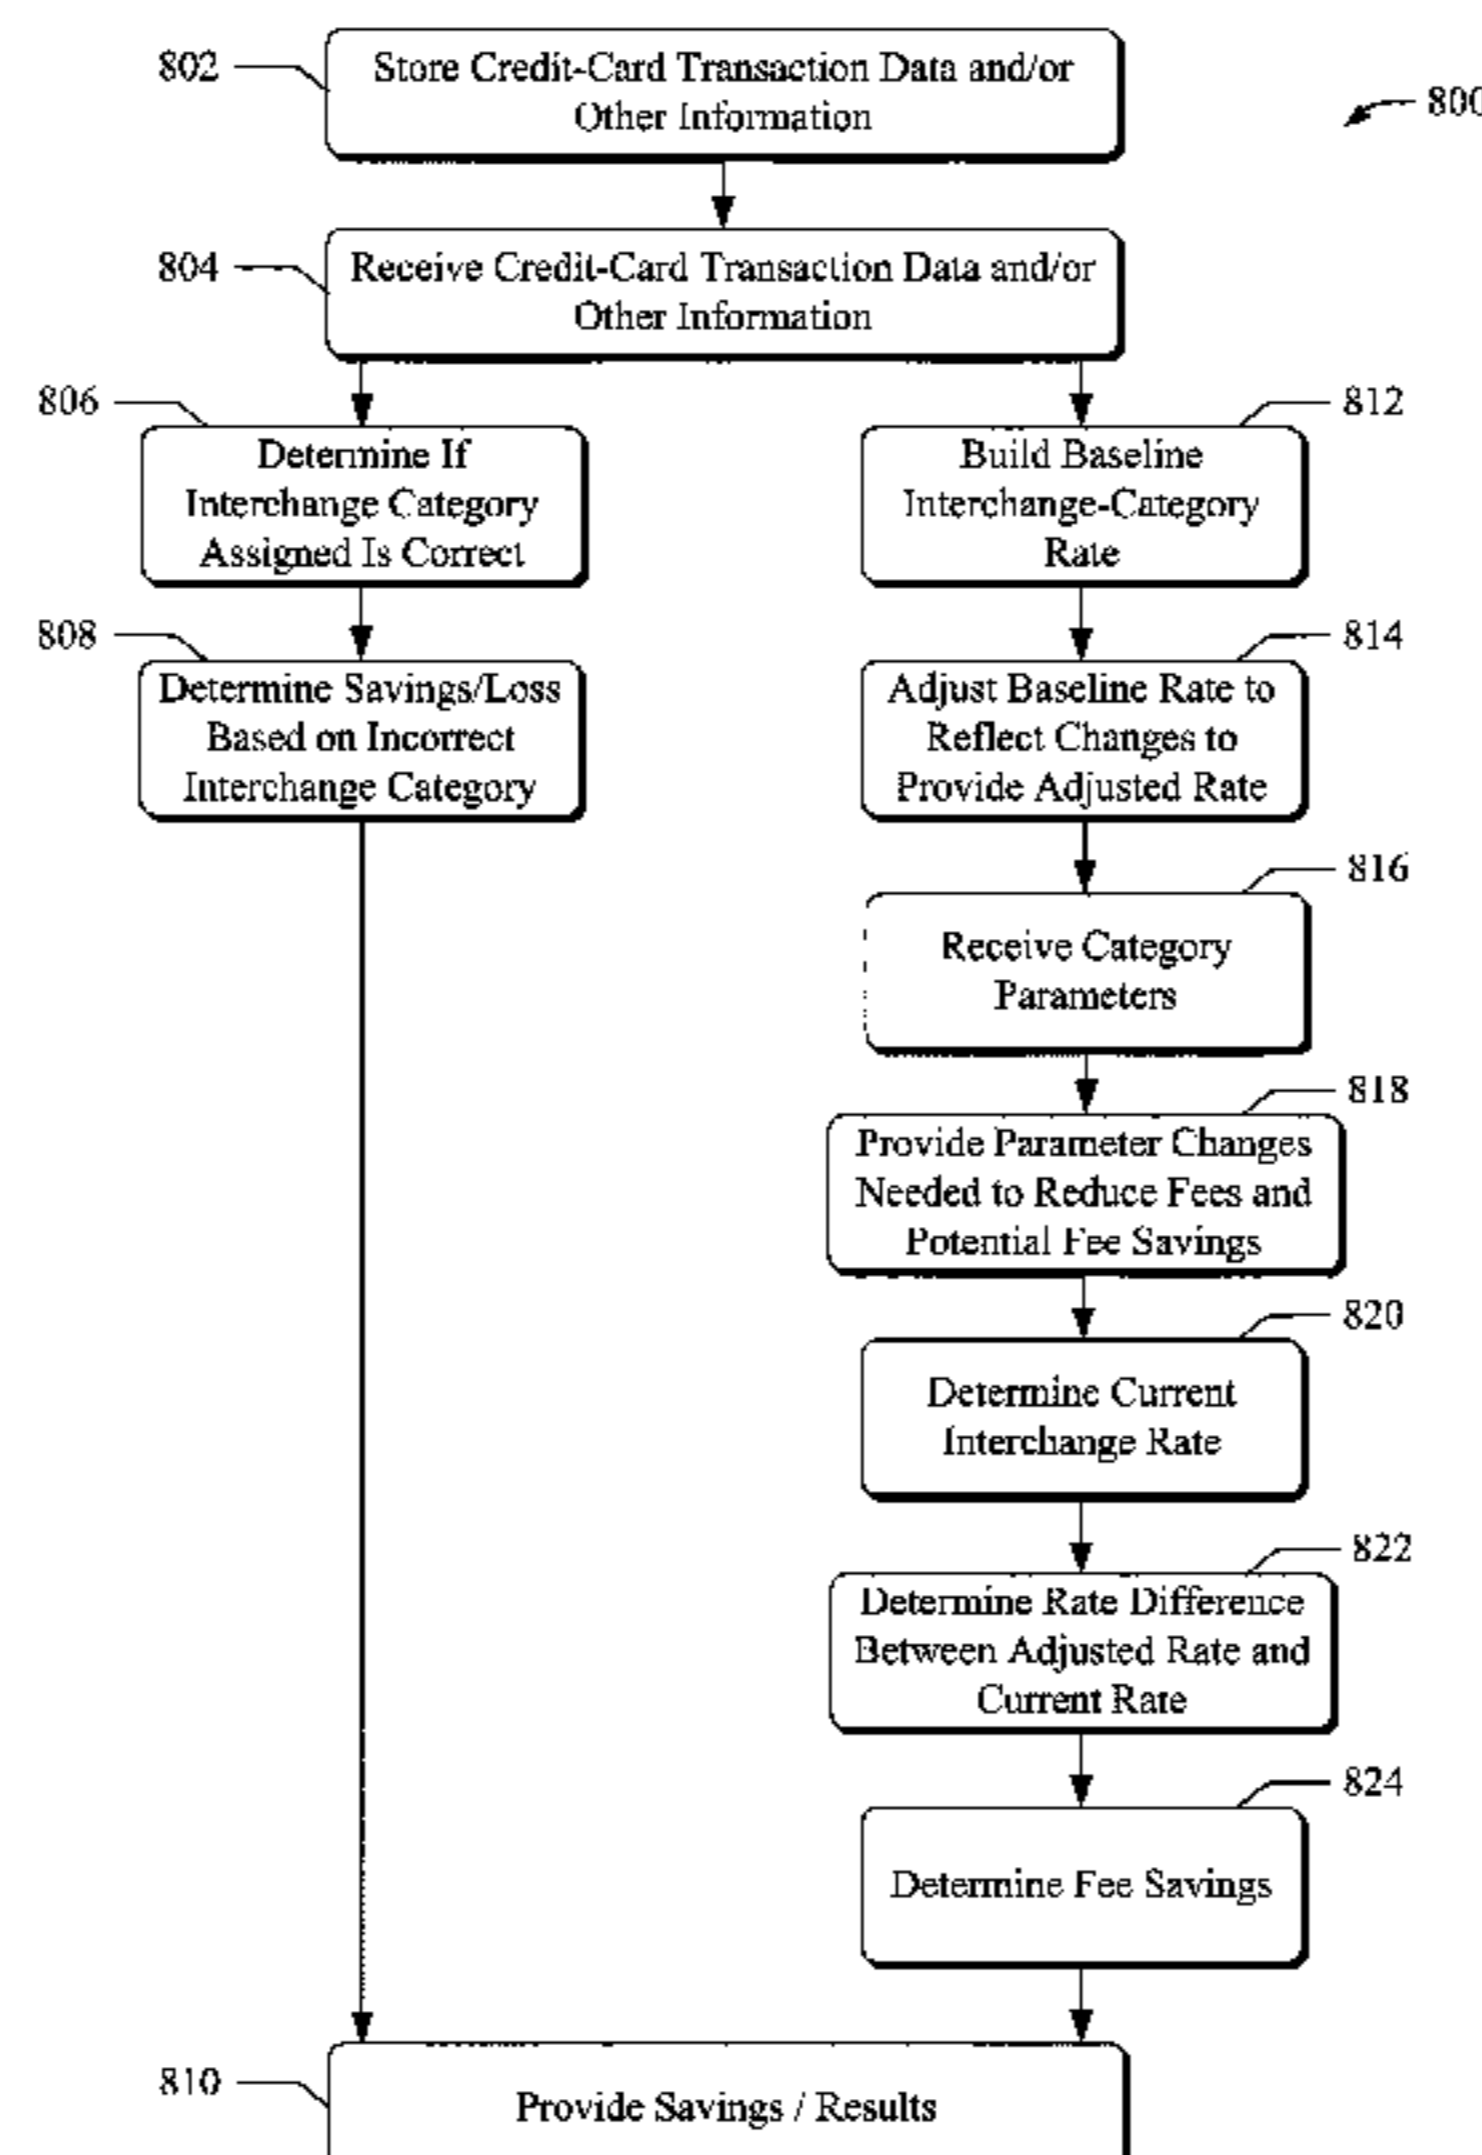 802
Store Credit-Card Transaction Data and/or
Other Information
800
804
Receive Credit-Card Transaction Data and/or
Other Information
806
Determine If
Interchange Category
Assigned Is Correct
808
Determine Savings/Loss
Based on Incorrect
Interchange Category
812
Build Baseline
Interchange-Category
Rate
814
Adjust Baseline Rate to
Reflect Changes to
Provide Adjusted Rate
816
Receive Category
Parameters
818
Provide Parameter Changes
Needed to Reduce Fees and
Potential Fee Savings
820
Determine Current
Interchange Rate
822
Determine Rate Difference
Between Adjusted Rate and
Current Rate
824
Determine Fee Savings
810
Provide Savings / Results